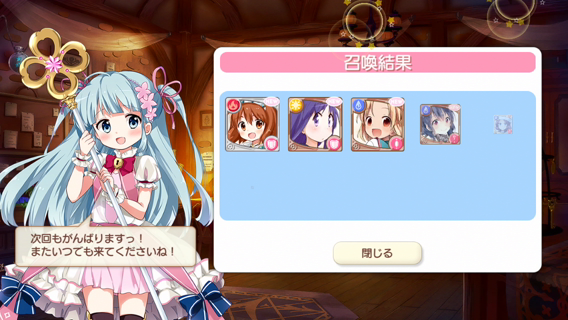 召喚結果
次回もがんばりますっ！
またいつでも来てくださいね！
閉じる